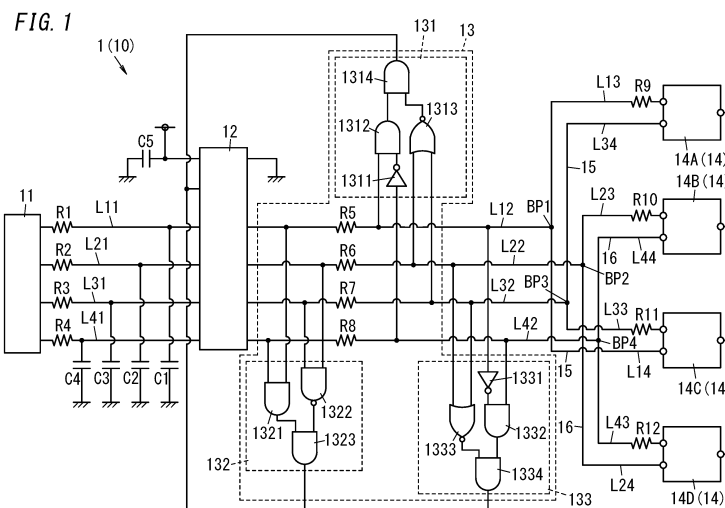 FIG. 1
1 (10)
131
13
1314
1312
1313
1311
C5
12
11
R1
L11
R2
L21
R3
L31
R4
L41
C4
C3
C2
C1
R5
R6
R7
R8
L12
L22
L32
L42
BP1
BP2
BP3
BP4
L13
R9
L34
15
14A (14)
14B (14
L23
R10
16
L44
L33
R11
15
L14
14C (14
16
L43
R12
L24
14D (14)
1321
1322
1323
132
1331
1332
1333
1334
133